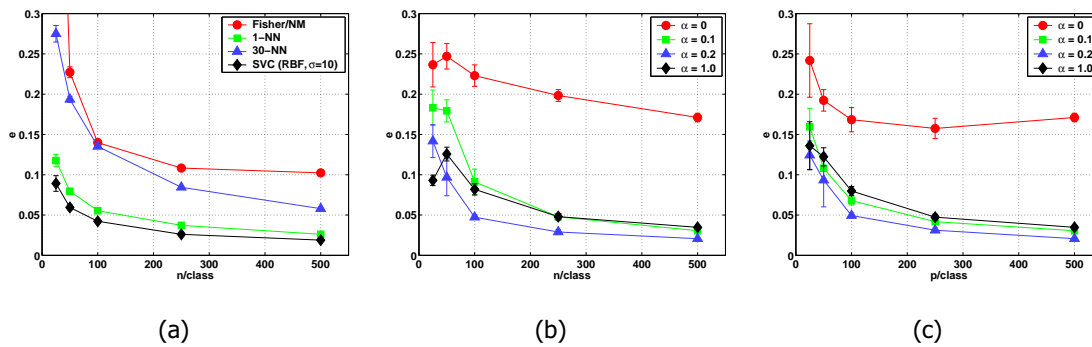 0.3
0.25
0.2
0.15
0.1
0.05
0
e
0 100 200 300 400 500
n/class
Fisher/NM
1−NN
30−NN
SVC (RBF, σ=10)
(a)
0.3
0.25
0.2
0.15
0.1
0.05
0
e
0 100 200 300 400 500
n/class
α = 0
α = 0.1
α = 0.2
α = 1.0
(b)
0.3
0.25
0.2
0.15
0.1
0.05
0
e
0 100 200 300 400 500
p/class
α = 0
α = 0.1
α = 0.2
α = 1.0
(c)